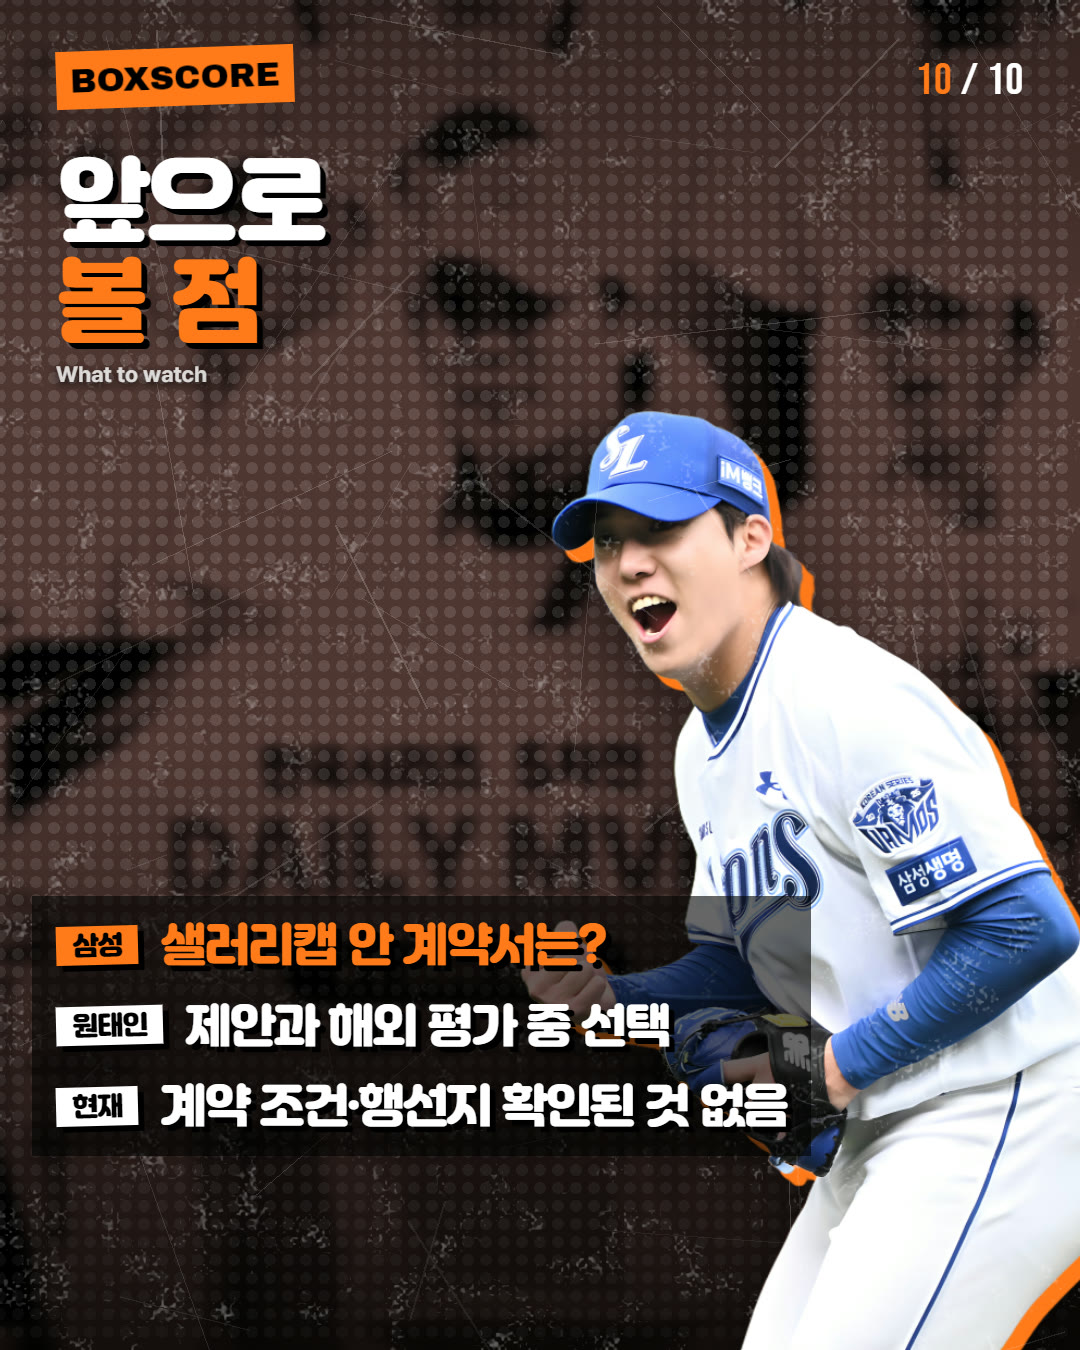 BOXSCORE
10 / 10
앞으로
볼 점
What to watch
SL
iM뱅크
KOREAN SERIES
VAMOS
삼성생명
삼성 샐러리캡 안 계약서는?
원태인 제안과 해외 평가 중 선택
현재 계약 조건·행선지 확인된 것 없음